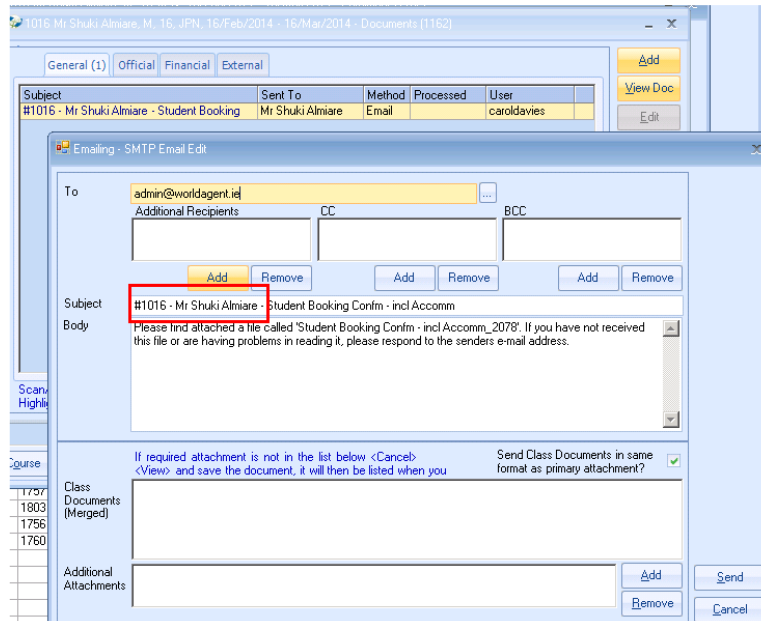 1016 Mr Shuki Almiare, M, 16, JPN, 16/Feb/2014 - 16/Mar/2014 - Documents [1162]
General (1) Official Financial External
Add
Subject Sent To Method Processed User
View Doc
#1016 - Mr Shuki Almiare - Student Booking Mr Shuki Almiare Email caroldavies
Edit
Emailing - SMTP Email Edit
To admin@worldagent.ie ...
Additional Recipients CC BCC
Add Remove Add Remove Add Remove
Subject #1016 - Mr Shuki Almiare - Student Booking Confm - incl Accomm
Body Please find attached a file called 'Student Booking Confm - incl Accomm_2078'. If you have not received
this file or are having problems in reading it, please respond to the senders e-mail address.
If required attachment is not in the list below <Cancel>
<View> and save the document, it will then be listed when you
Send Class Documents in same
format as primary attachment?
Class
Documents
(Merged)
Additional
Attachments
Add
Remove
Send
Cancel
Course
1757
1803
1756
1760